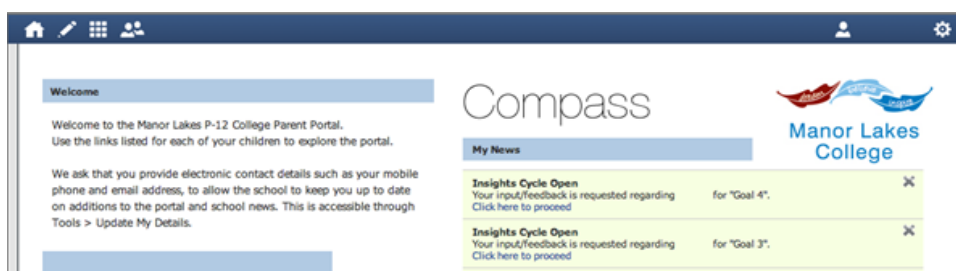 Welcome
Welcome to the Manor Lakes P-12 College Parent Portal.
Use the links listed for each of your children to explore the portal.
We ask that you provide electronic contact details such as your mobile
phone and email address, to allow the school to keep you up to date
on additions to the portal and school news. This is accessible through
Tools > Update My Details.
Compass
dream
believe
inspire
Manor Lakes
College
My News
Insights Cycle Open
Your input/feedback is requested regarding for "Goal 4".
Click here to proceed
Insights Cycle Open
Your input/feedback is requested regarding for "Goal 3".
Click here to proceed